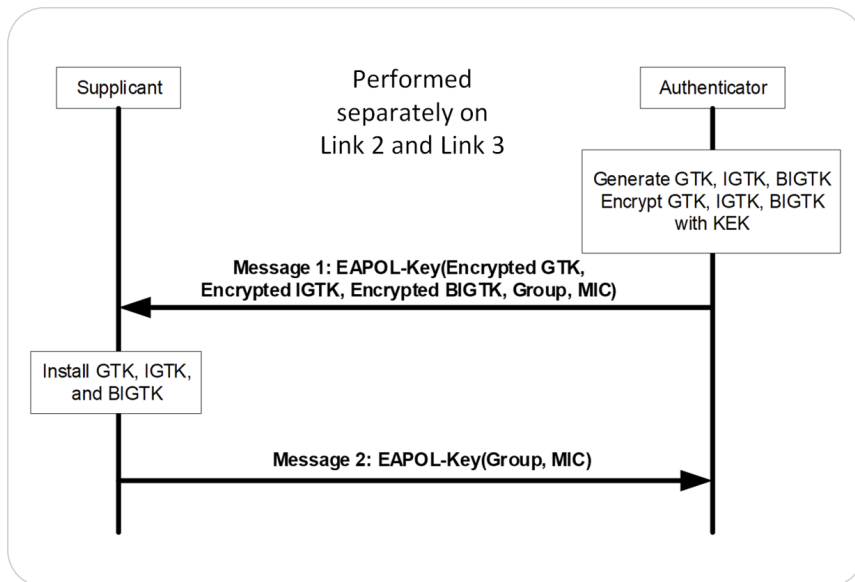 Supplicant
Performed
separately on
Link 2 and Link 3
Authenticator
Generate GTK, IGTK, BIGTK
Encrypt GTK, IGTK, BIGTK
with KEK
Message 1: EAPOL-Key(Encrypted GTK,
Encrypted IGTK, Encrypted BIGTK, Group, MIC)
Install GTK, IGTK,
and BIGTK
Message 2: EAPOL-Key(Group, MIC)